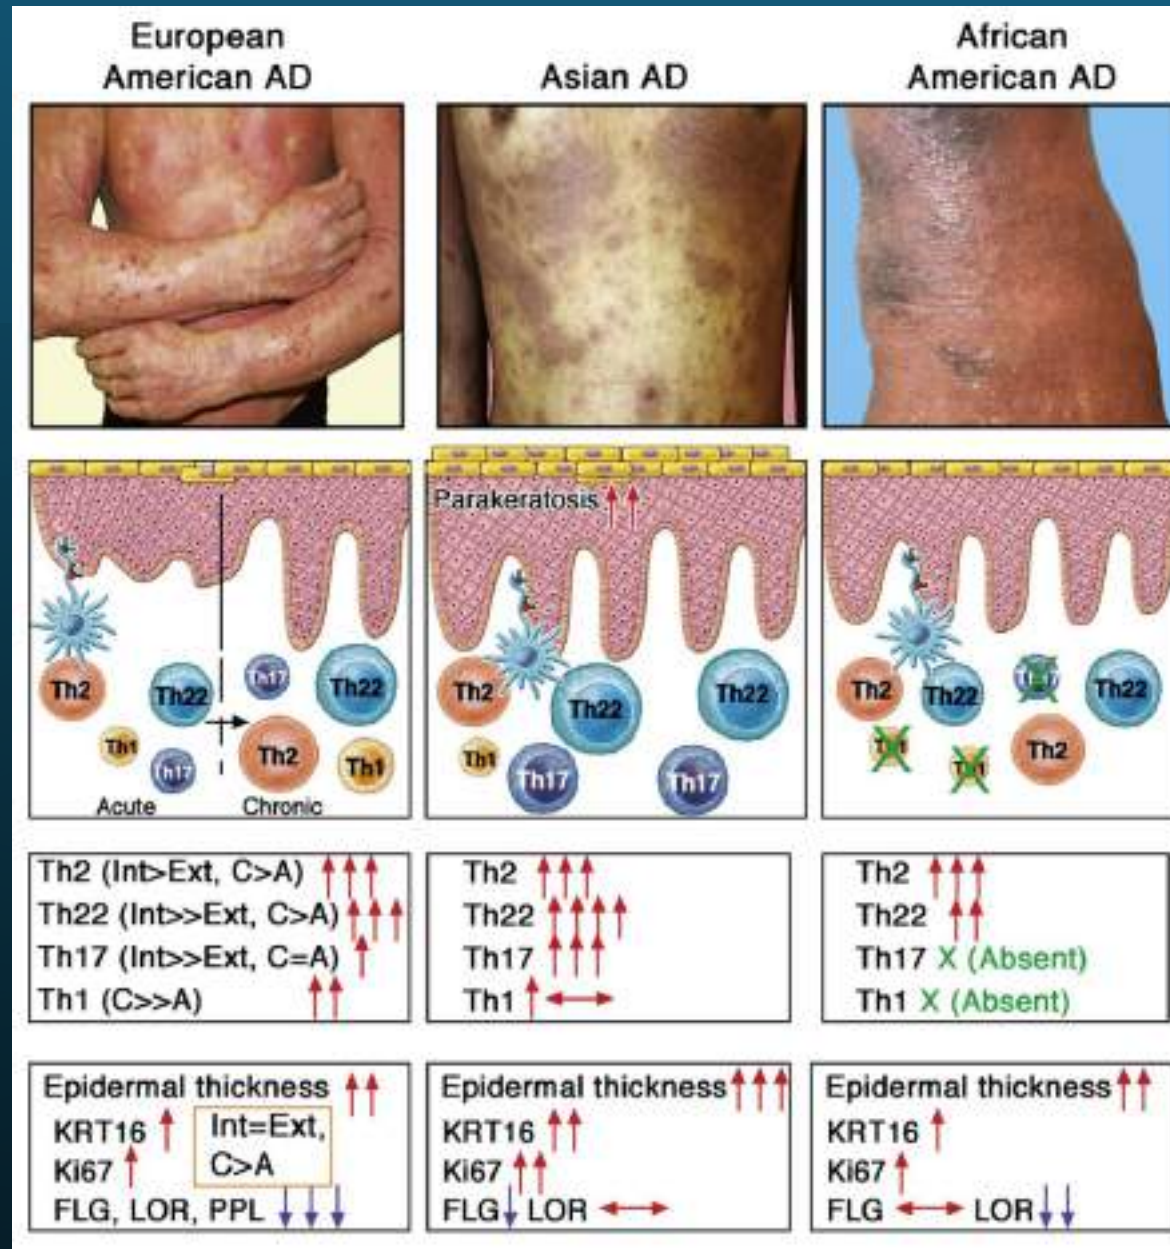 European
American AD
Asian AD
African
American AD
Parakeratosis ↑↑
Th2
Th22
Th17
Th22
Th1
Th17
Th2
Th1
Acute
Chronic
Th2
Th22
Th22
Th1
Th17
Th17
Th2
Th22
Th22
Th1
Th1
Th2
Th2 (Int>Ext, C>A) ↑↑↑
Th22 (Int>>Ext, C>A) ↑↑↑
Th17 (Int>>Ext, C=A) ↑
Th1 (C>>A) ↑↑
Th2 ↑↑↑
Th22 ↑↑↑↑
Th17 ↑↑↑
Th1 ↑ ↔
Th2 ↑↑↑
Th22 ↑↑
Th17 X (Absent)
Th1 X (Absent)
Epidermal thickness ↑↑
KRT16 ↑
Ki67 ↑
Int=Ext,
C>A
FLG, LOR, PPL ↓↓↓
Epidermal thickness ↑↑↑
KRT16 ↑↑
Ki67 ↑↑
FLG ↓ LOR ↔
Epidermal thickness ↑↑
KRT16 ↑
Ki67 ↑
FLG ↔ LOR ↓↓